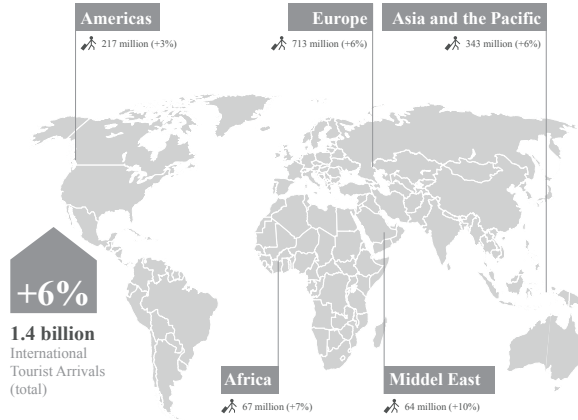 Americas
217 million (+3%)
Europe
713 million (+6%)
Asia and the Pacific
343 million (+6%)
+6%
1.4 billion
International
Tourist Arrivals
(total)
Africa
67 million (+7%)
Middel East
64 million (+10%)